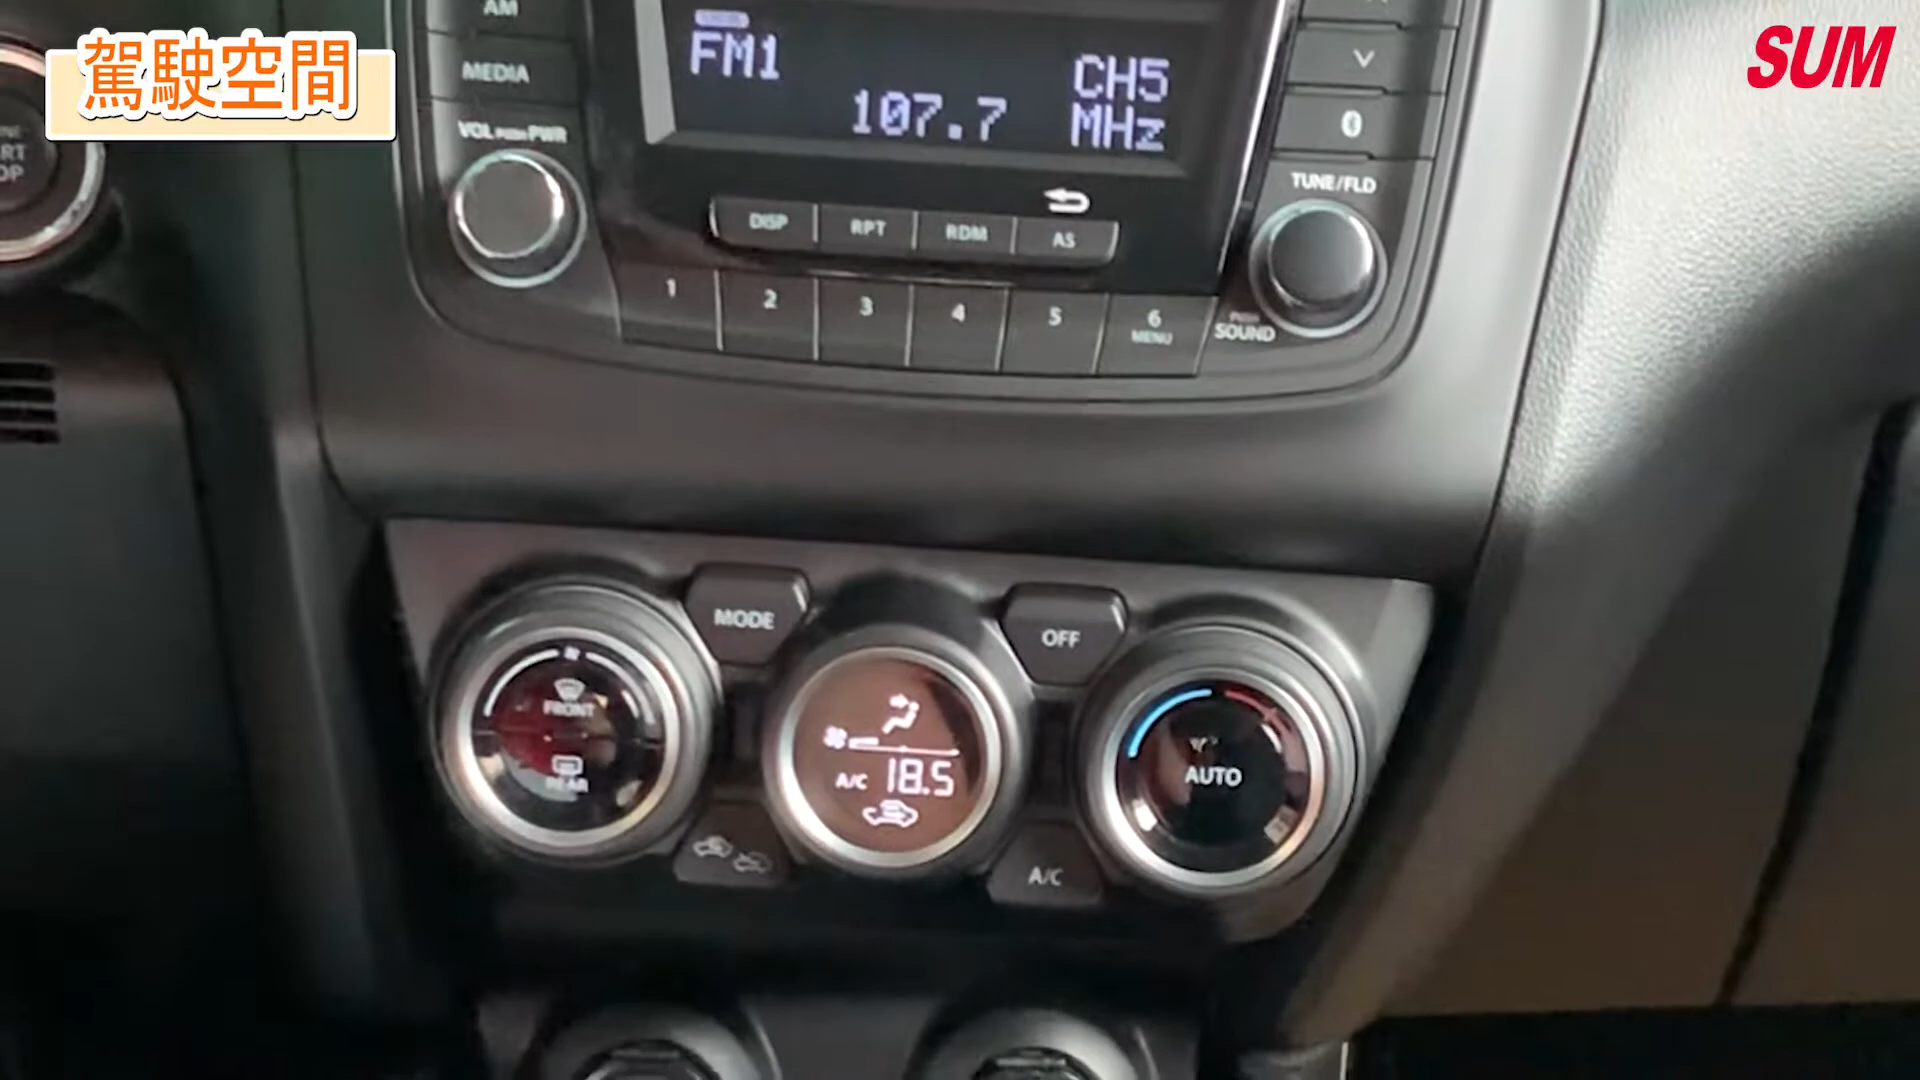 駕駛空間
SUM
AM
MEDIA
VOL PUSH PWR
FM1
CH5
107.7 MHz
TUNE/FLD
DISP
RPT
RDM
AS
1
2
3
4
5
6
MENU
PUSH
SOUND
MODE
OFF
FRONT
REAR
A/C 18.5
AUTO
A/C